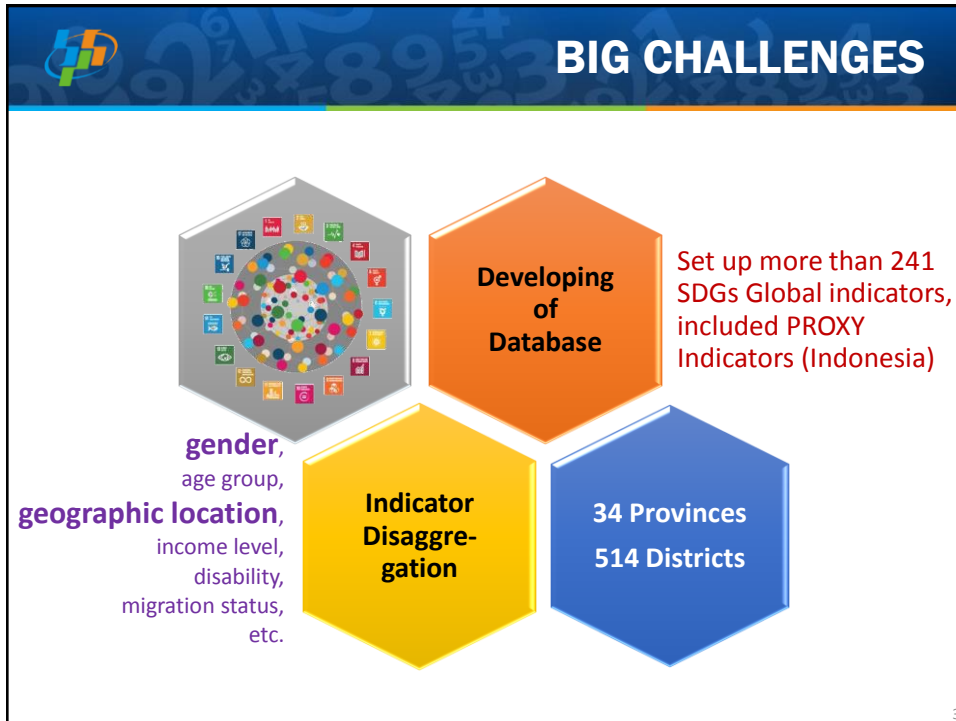 BIG CHALLENGES
Developing
of
Database
Set up more than 241
SDGs Global indicators,
included PROXY
Indicators (Indonesia)
gender,
age group,
geographic location,
income level,
disability,
migration status,
etc.
Indicator
Disaggre-
gation
34 Provinces
514 Districts